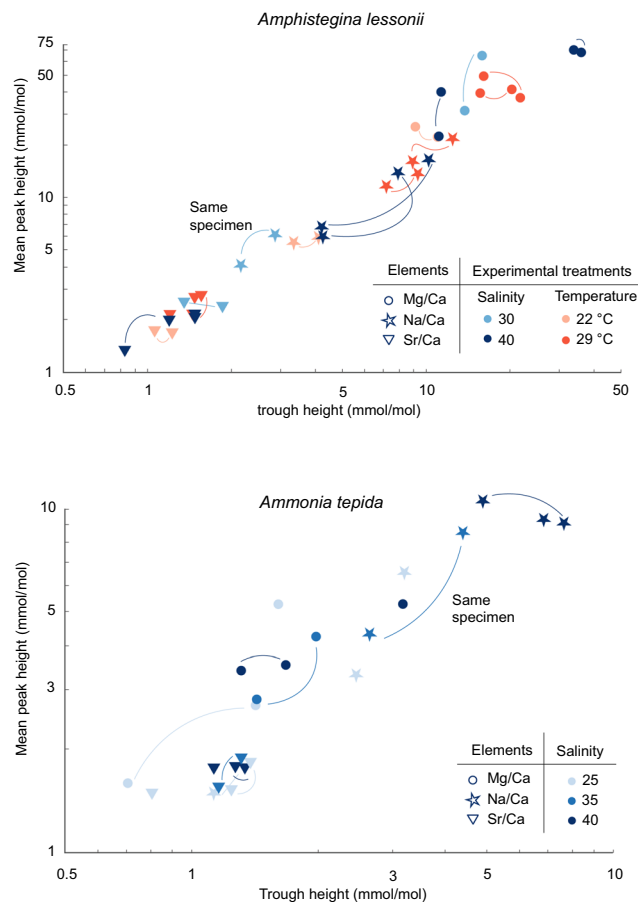 Amphistegina lessonii
Mean peak height (mmol/mol)
75
50
10
5
1
0.5
1
2
5
10
20
50
trough height (mmol/mol)
Same
specimen
Elements
Experimental treatments
Mg/Ca
Na/Ca
Sr/Ca
Salinity
30
40
Temperature
22 °C
29 °C
Ammonia tepida
Mean peak height (mmol/mol)
10
5
3
1
0.5
1
3
5
10
Trough height (mmol/mol)
Same
specimen
Elements
Salinity
Mg/Ca
25
Na/Ca
35
Sr/Ca
40